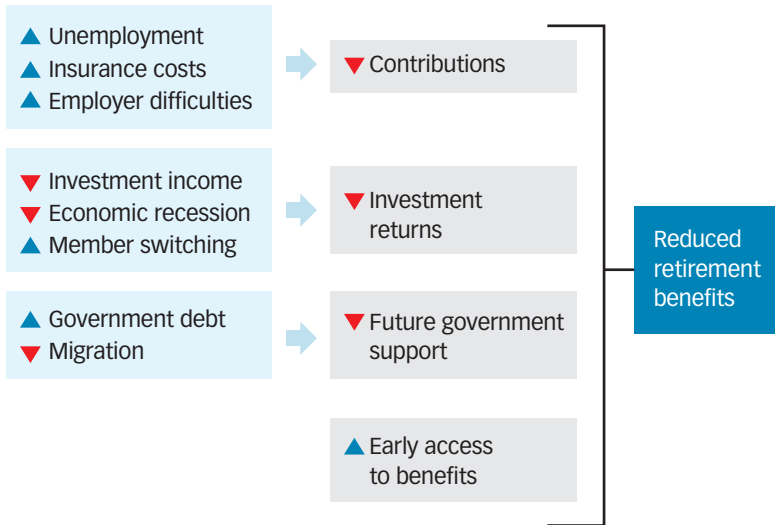 Unemployment
Insurance costs
Employer difficulties
Contributions
Investment income
Economic recession
Member switching
Investment
returns
Reduced
retirement
benefits
Government debt
Migration
Future government
support
Early access
to benefits